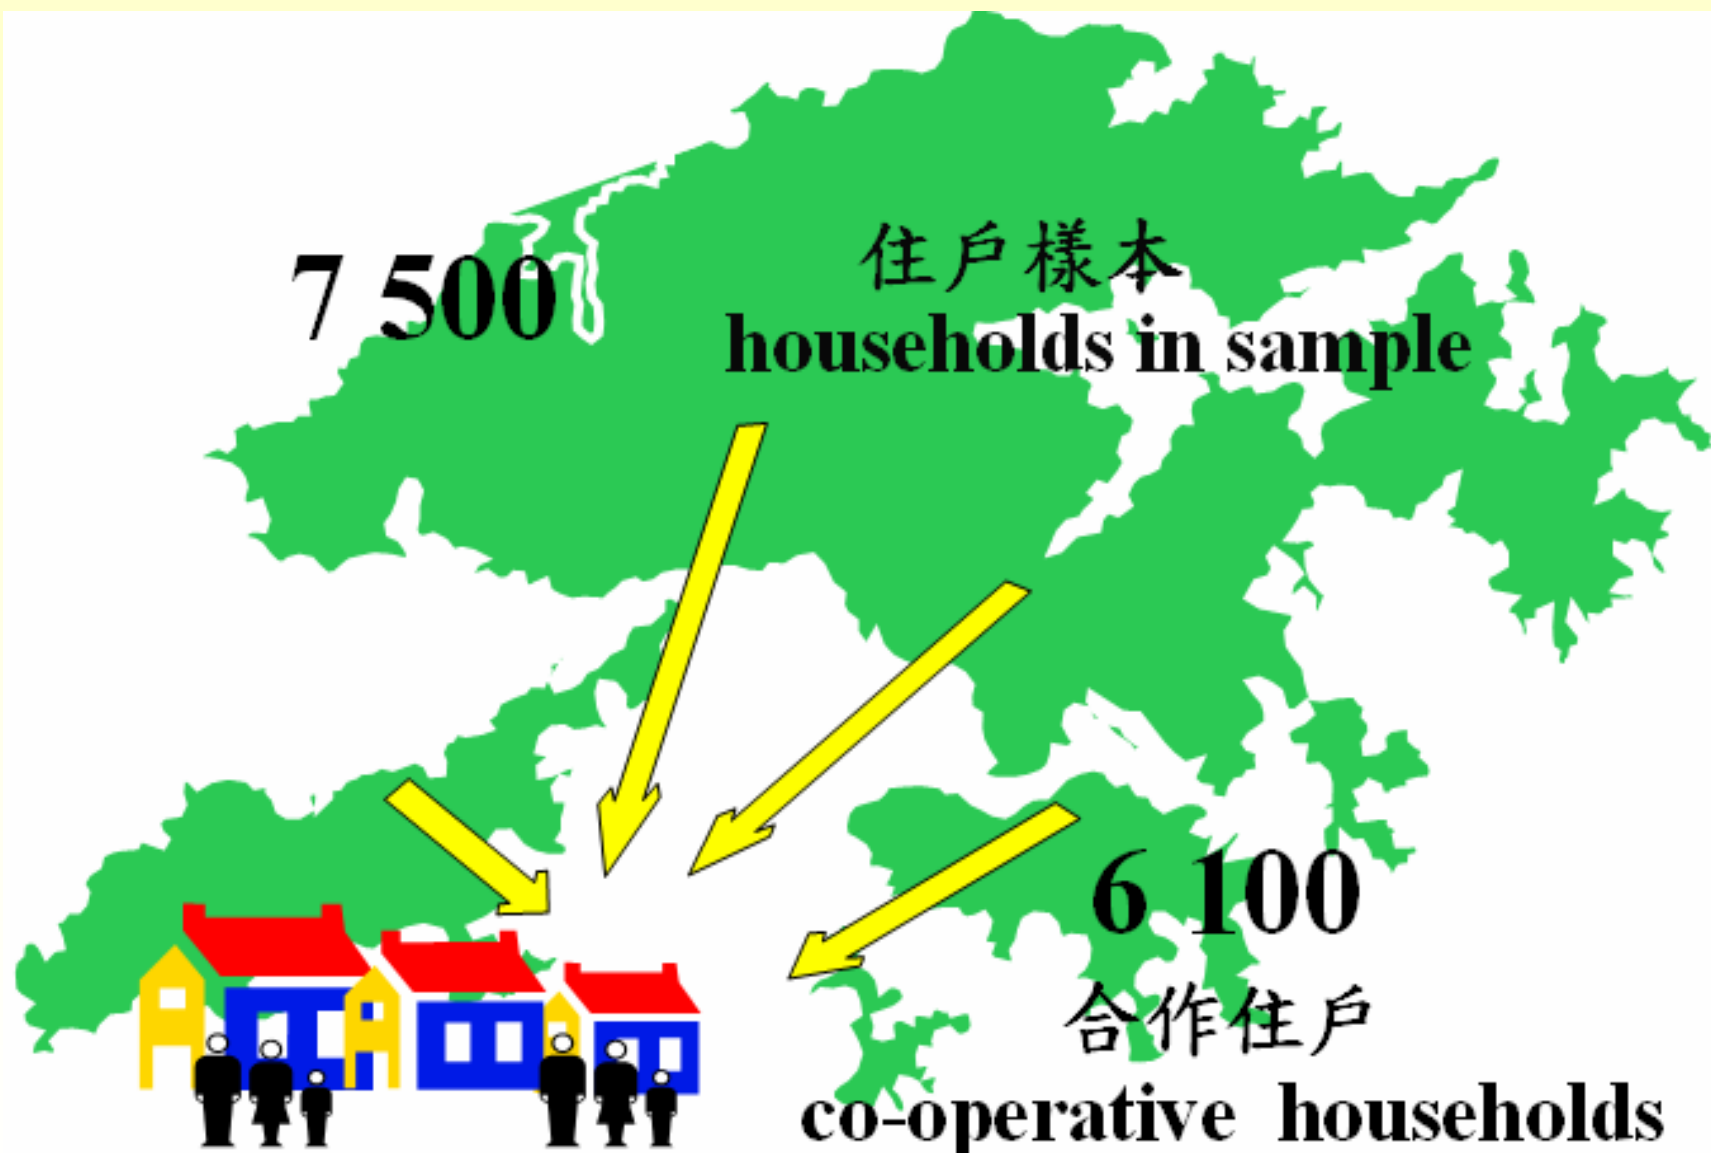 7 500
住戶樣本
households in sample
6 100
合作住戶
co-operative households